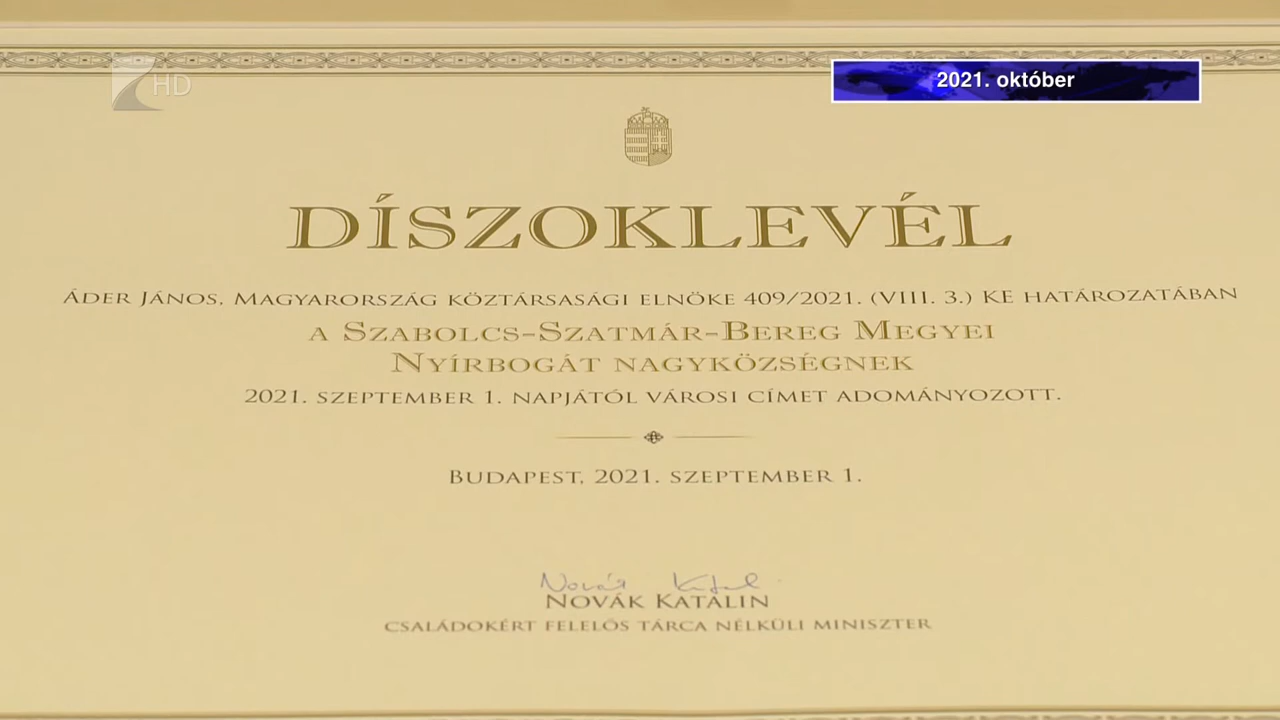 HD
2021. október
DÍSZOKLEVÉL
ÁDER JÁNOS, MAGYARORSZÁG KÖZTÁRSASÁGI ELNÖKE 409/2021. (VIII. 3.) KE HATÁROZATÁBAN
A SZABOLCS-SZATMÁR-BEREG MEGYEI
NYÍRBOGÁT NAGYKÖZSÉGNEK
2021. SZEPTEMBER 1. NAPJÁTÓL VÁROSI CÍMET ADOMÁNYOZOTT.
BUDAPEST, 2021. SZEPTEMBER 1.
Novák Katal
NOVÁK KATALIN
CSALÁDOKÉRT FELELŐS TÁRCA NÉLKÜLI MINISZTER